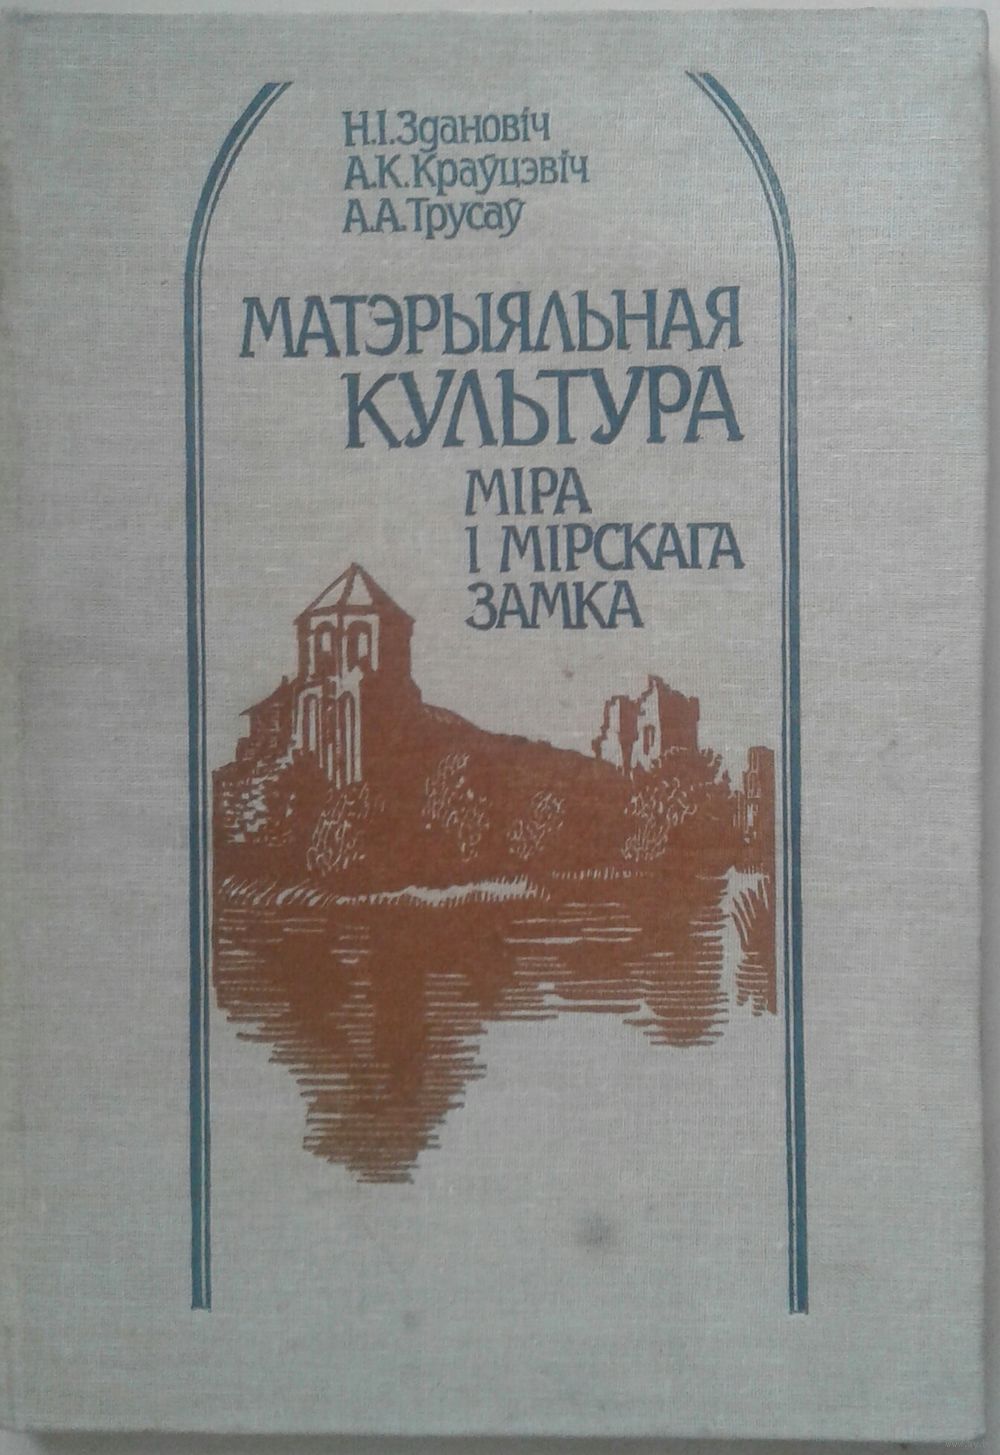 Н.І.Здановіч
А.К.Краўцэвіч
А.А.Трусаў
МАТЭРЫЯЛЬНАЯ
КУЛЬТУРА
МІРА
І МІРСКАГА
ЗАМКА